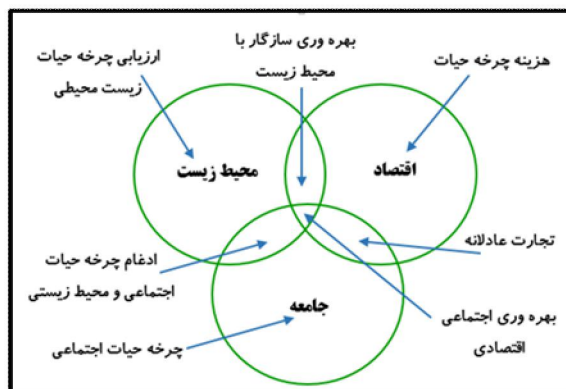 ارزیابی چرخه حیات
زیست محیطی
بهره وری سازگار با
محیط زیست
هزینه چرخه حیات
محیط زیست
اقتصاد
تجارت عادلانه
ادغام چرخه حیات
اجتماعی و محیط زیستی
جامعه
بهره وری اجتماعی
اقتصادی
چرخه حیات اجتماعی